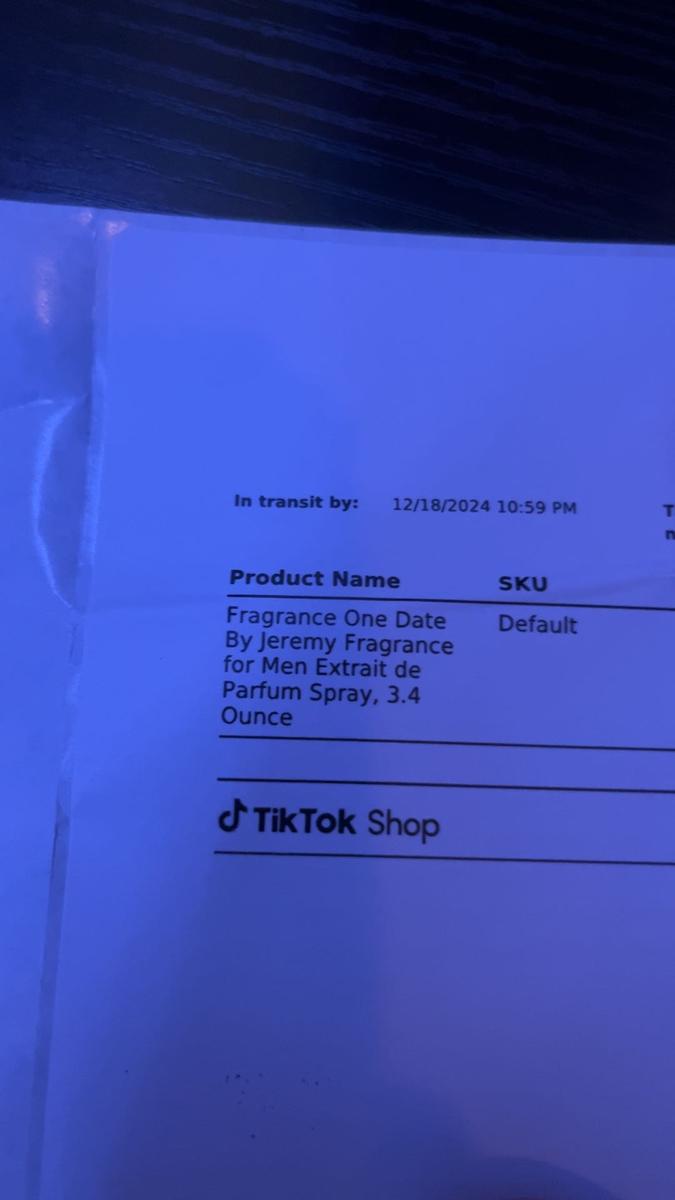 In transit by: 12/18/2024 10:59 PM T
n
Product Name SKU
Fragrance One Date Default
By Jeremy Fragrance
for Men Extrait de
Parfum Spray, 3.4
Ounce
TikTok Shop